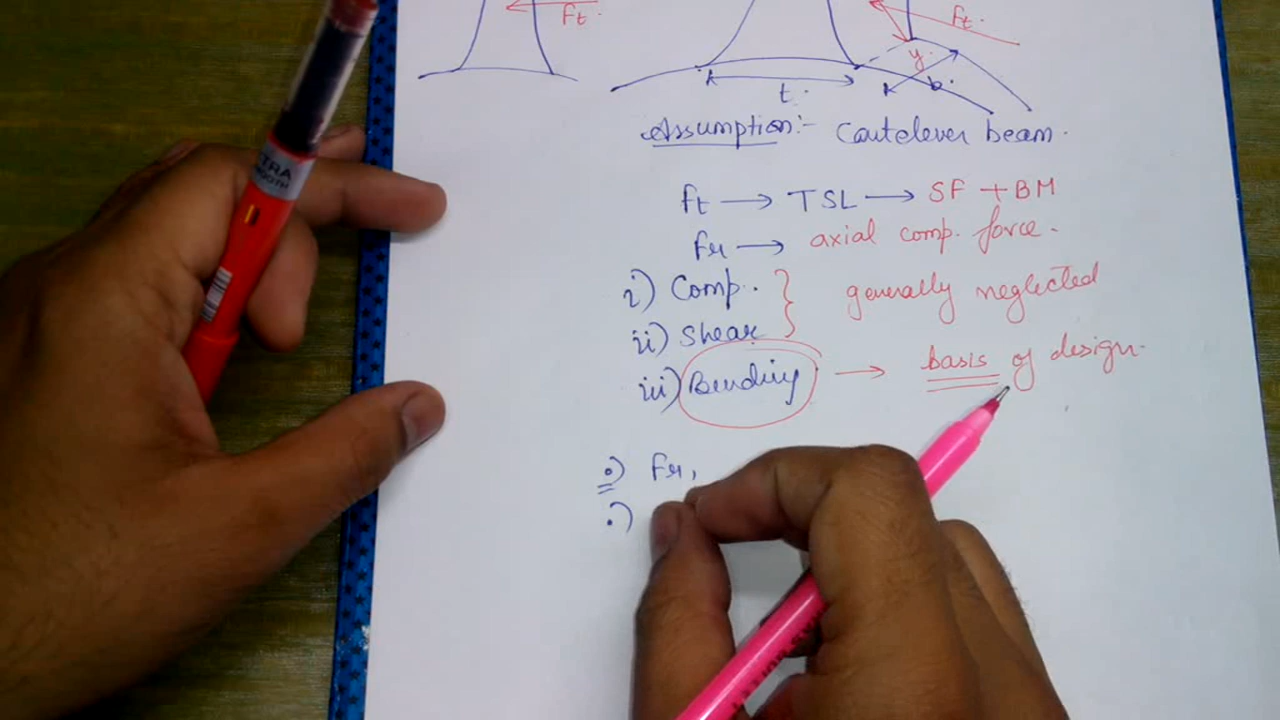 Ft.
Ft.
y.
t.
b.
Assumption:- Cautelever beam.
Ft → TSL → SF + BM
Fr → axial comp. force.
i) Comp.
generally neglected
ii) Shear
iii) Bending → basis of design.
•) Fr,
•)